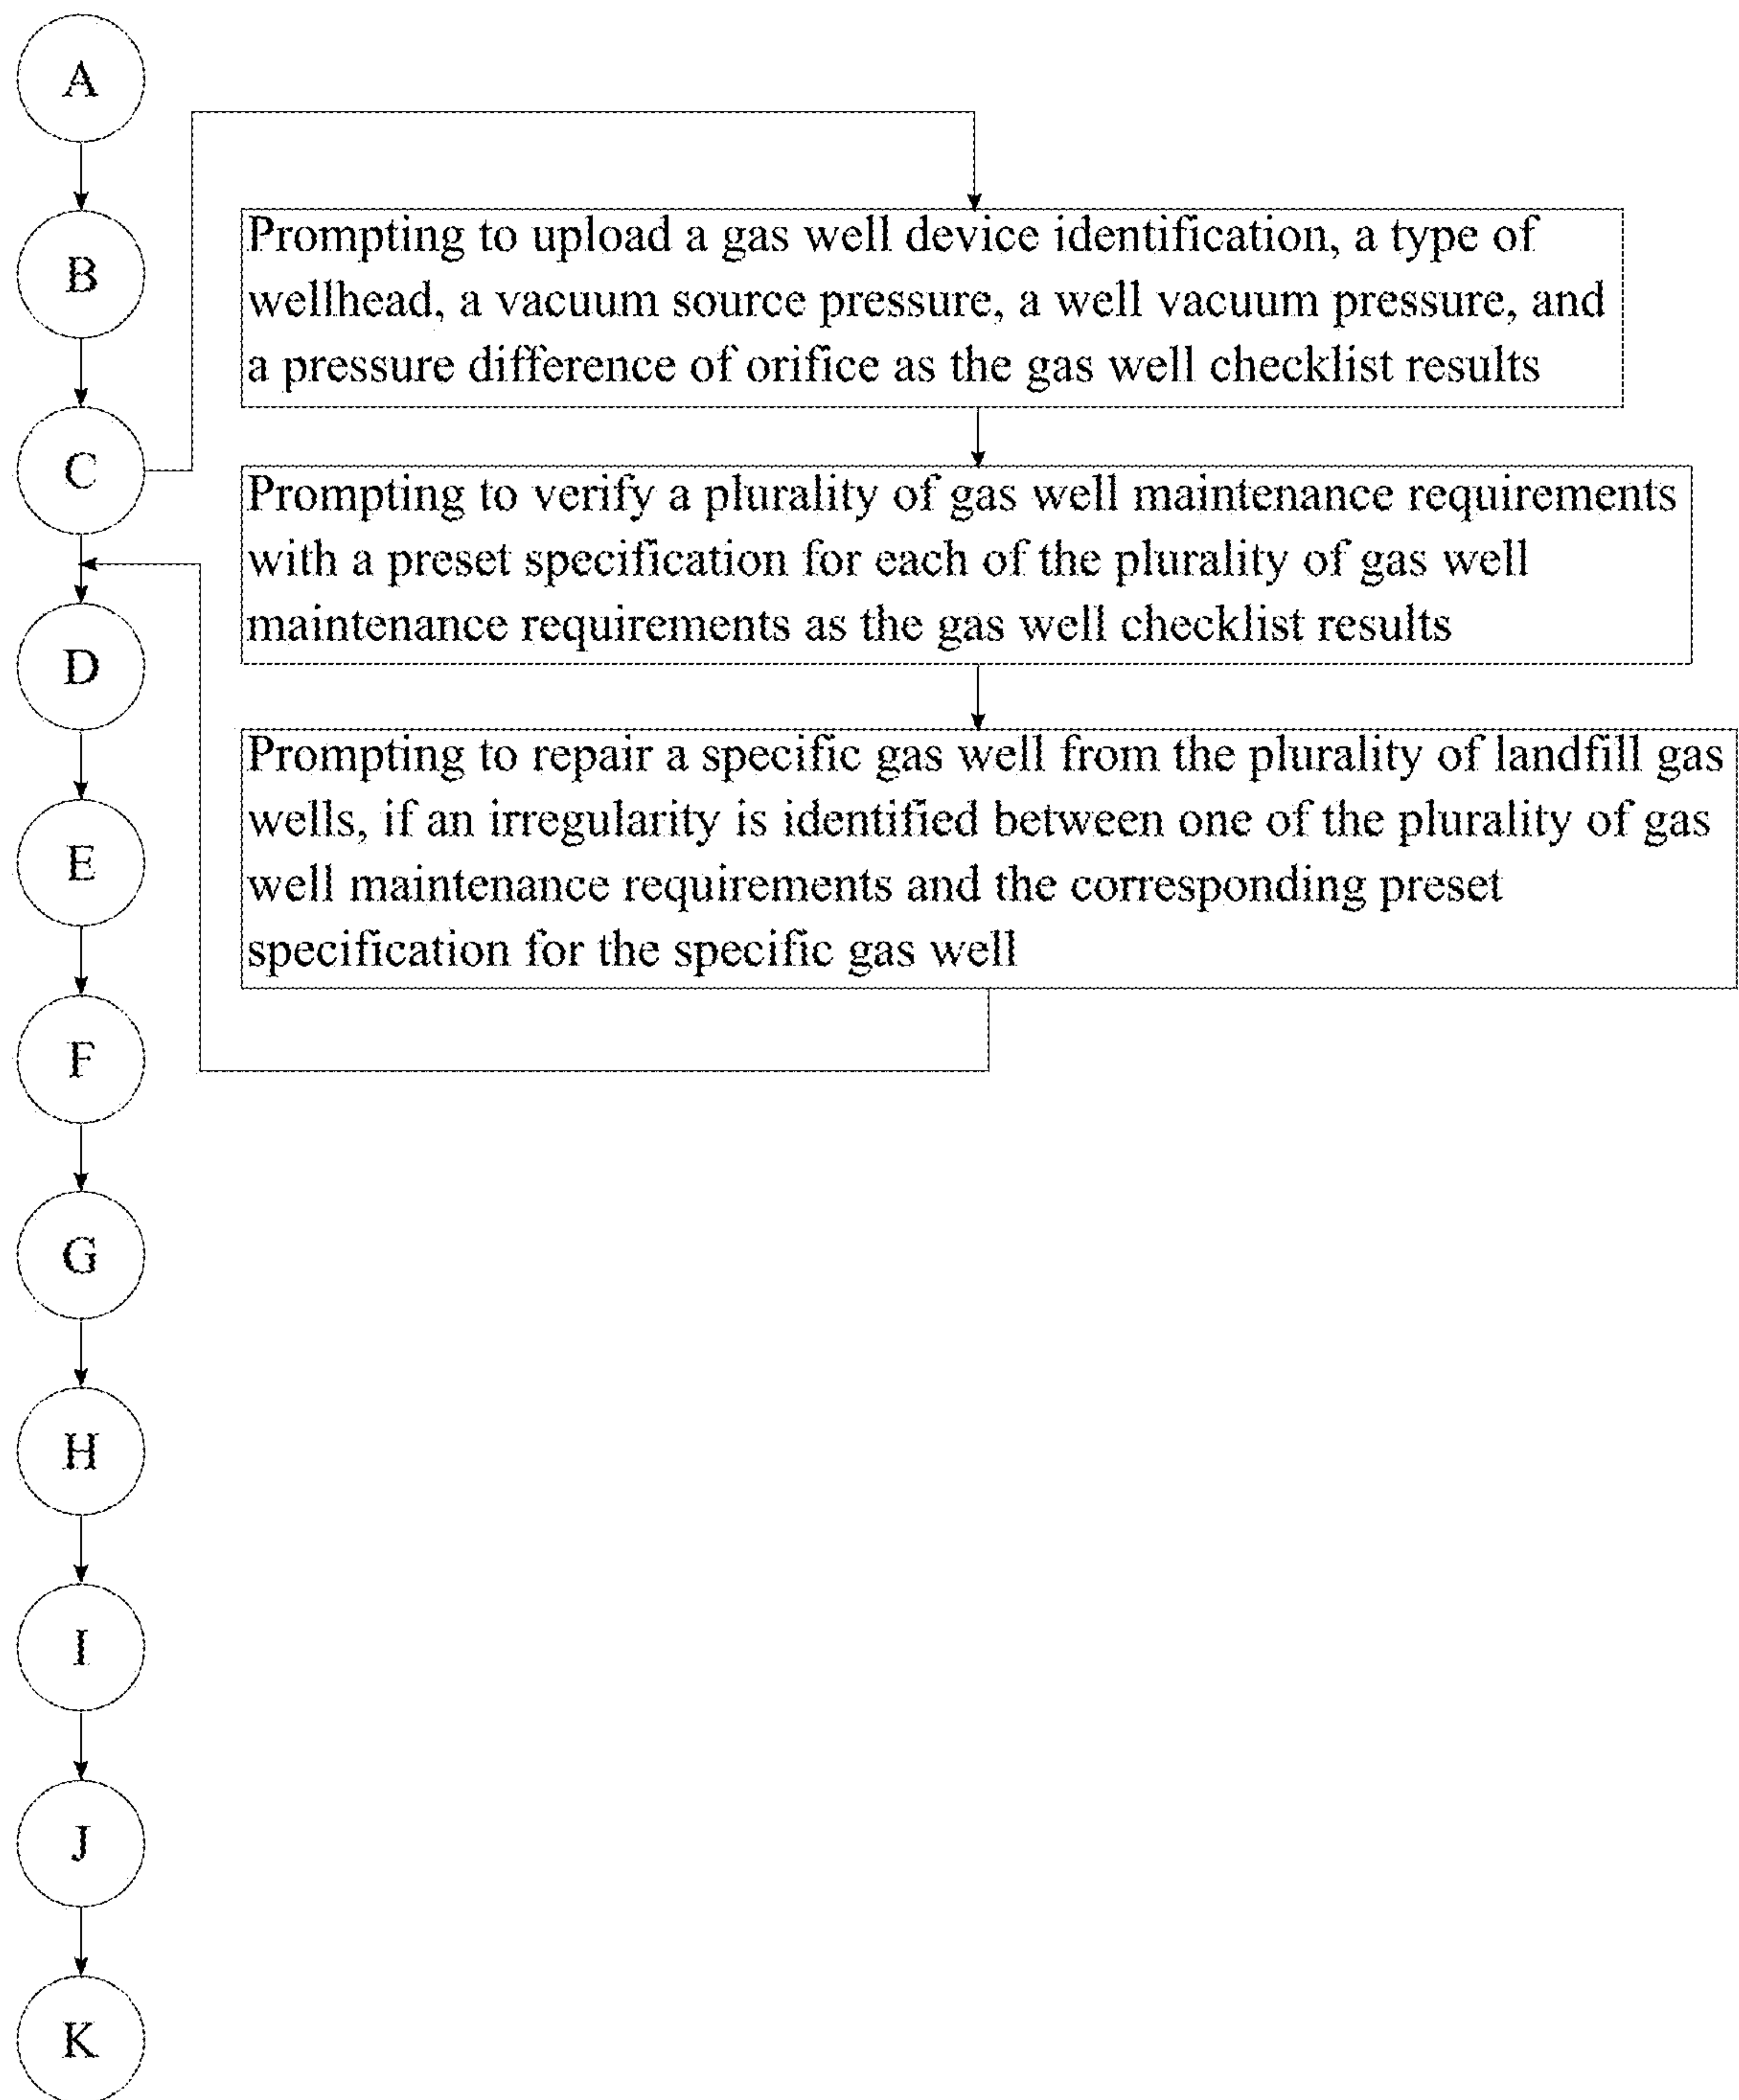 A
B
C
D
E
F
G
H
I
J
K
Prompting to upload a gas well device identification, a type of
wellhead, a vacuum source pressure, a well vacuum pressure, and
a pressure difference of orifice as the gas well checklist results
Prompting to verify a plurality of gas well maintenance requirements
with a preset specification for each of the plurality of gas well
maintenance requirements as the gas well checklist results
Prompting to repair a specific gas well from the plurality of landfill gas
wells, if an irregularity is identified between one of the plurality of gas
well maintenance requirements and the corresponding preset
specification for the specific gas well